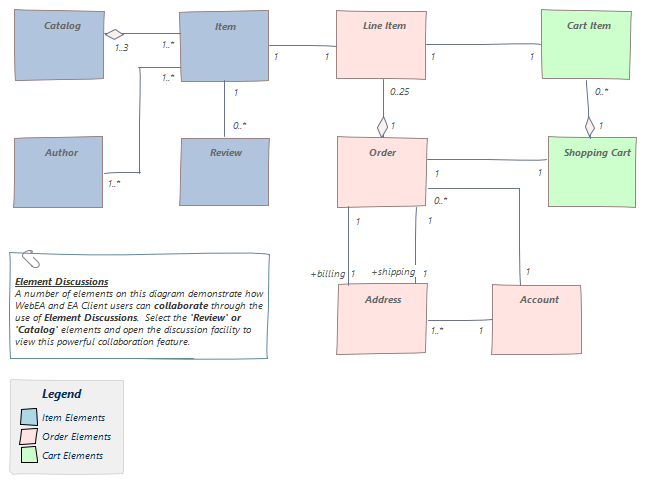 Catalog
Item
Line Item
Cart Item
1..3
1..*
1
1
1
1
1..*
1
0..25
0..*
0..*
1
1
Author
Review
Order
Shopping Cart
1..*
1
1
0..*
1
1
+billing 1
+shipping 1
1
Address
Account
1..*
1
Element Discussions
A number of elements on this diagram demonstrate how
WebEA and EA Client users can collaborate through the
use of Element Discussions. Select the 'Review' or
'Catalog' elements and open the discussion facility to
view this powerful collaboration feature.
Legend
Item Elements
Order Elements
Cart Elements